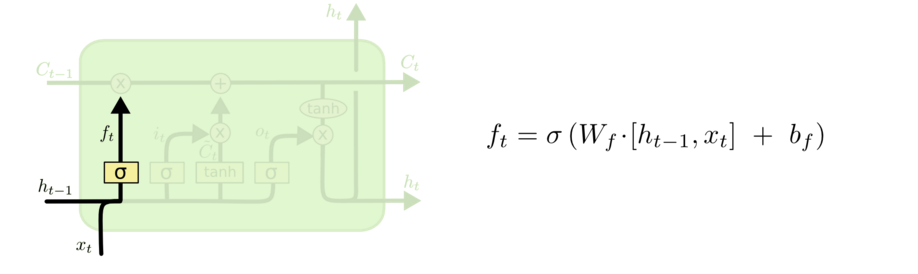 h_t
C_{t-1}
C_t
x
+
tanh
f_t
i_t
o_t
x
x
C̃_t
σ
σ
tanh
σ
h_{t-1}
h_t
x_t
f_t = σ (W_f · [h_{t-1}, x_t] + b_f)